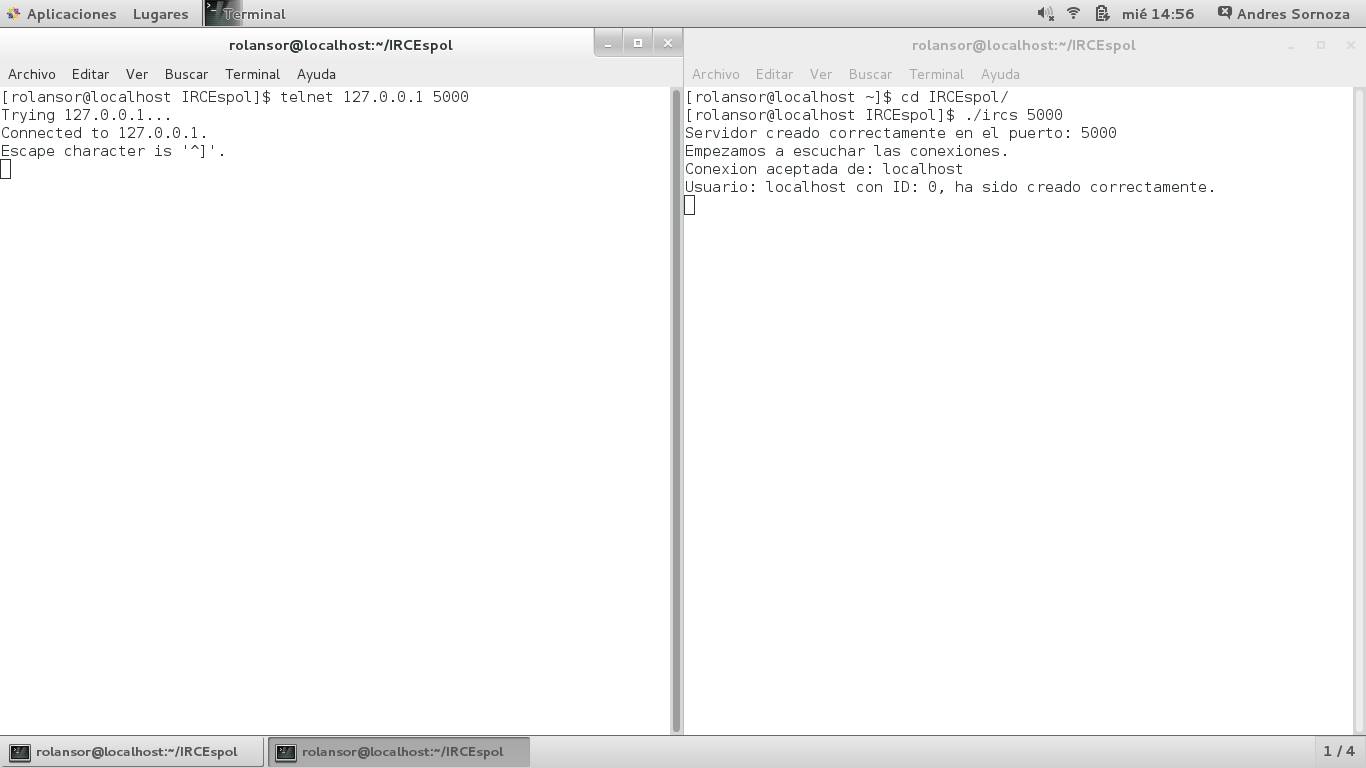 Aplicaciones Lugares Terminal mié 14:56 Andres Sornoza
rolansor@localhost:~/IRCEspol
Archivo Editar Ver Buscar Terminal Ayuda
[rolansor@localhost IRCEspol]$ telnet 127.0.0.1 5000
Trying 127.0.0.1...
Connected to 127.0.0.1.
Escape character is '^]'.
rolansor@localhost:~/IRCEspol
Archivo Editar Ver Buscar Terminal Ayuda
[rolansor@localhost ~]$ cd IRCEspol/
[rolansor@localhost IRCEspol]$ ./ircs 5000
Servidor creado correctamente en el puerto: 5000
Empezamos a escuchar las conexiones.
Conexion aceptada de: localhost
Usuario: localhost con ID: 0, ha sido creado correctamente.
rolansor@localhost:~/IRCEspol rolansor@localhost:~/IRCEspol 1 / 4